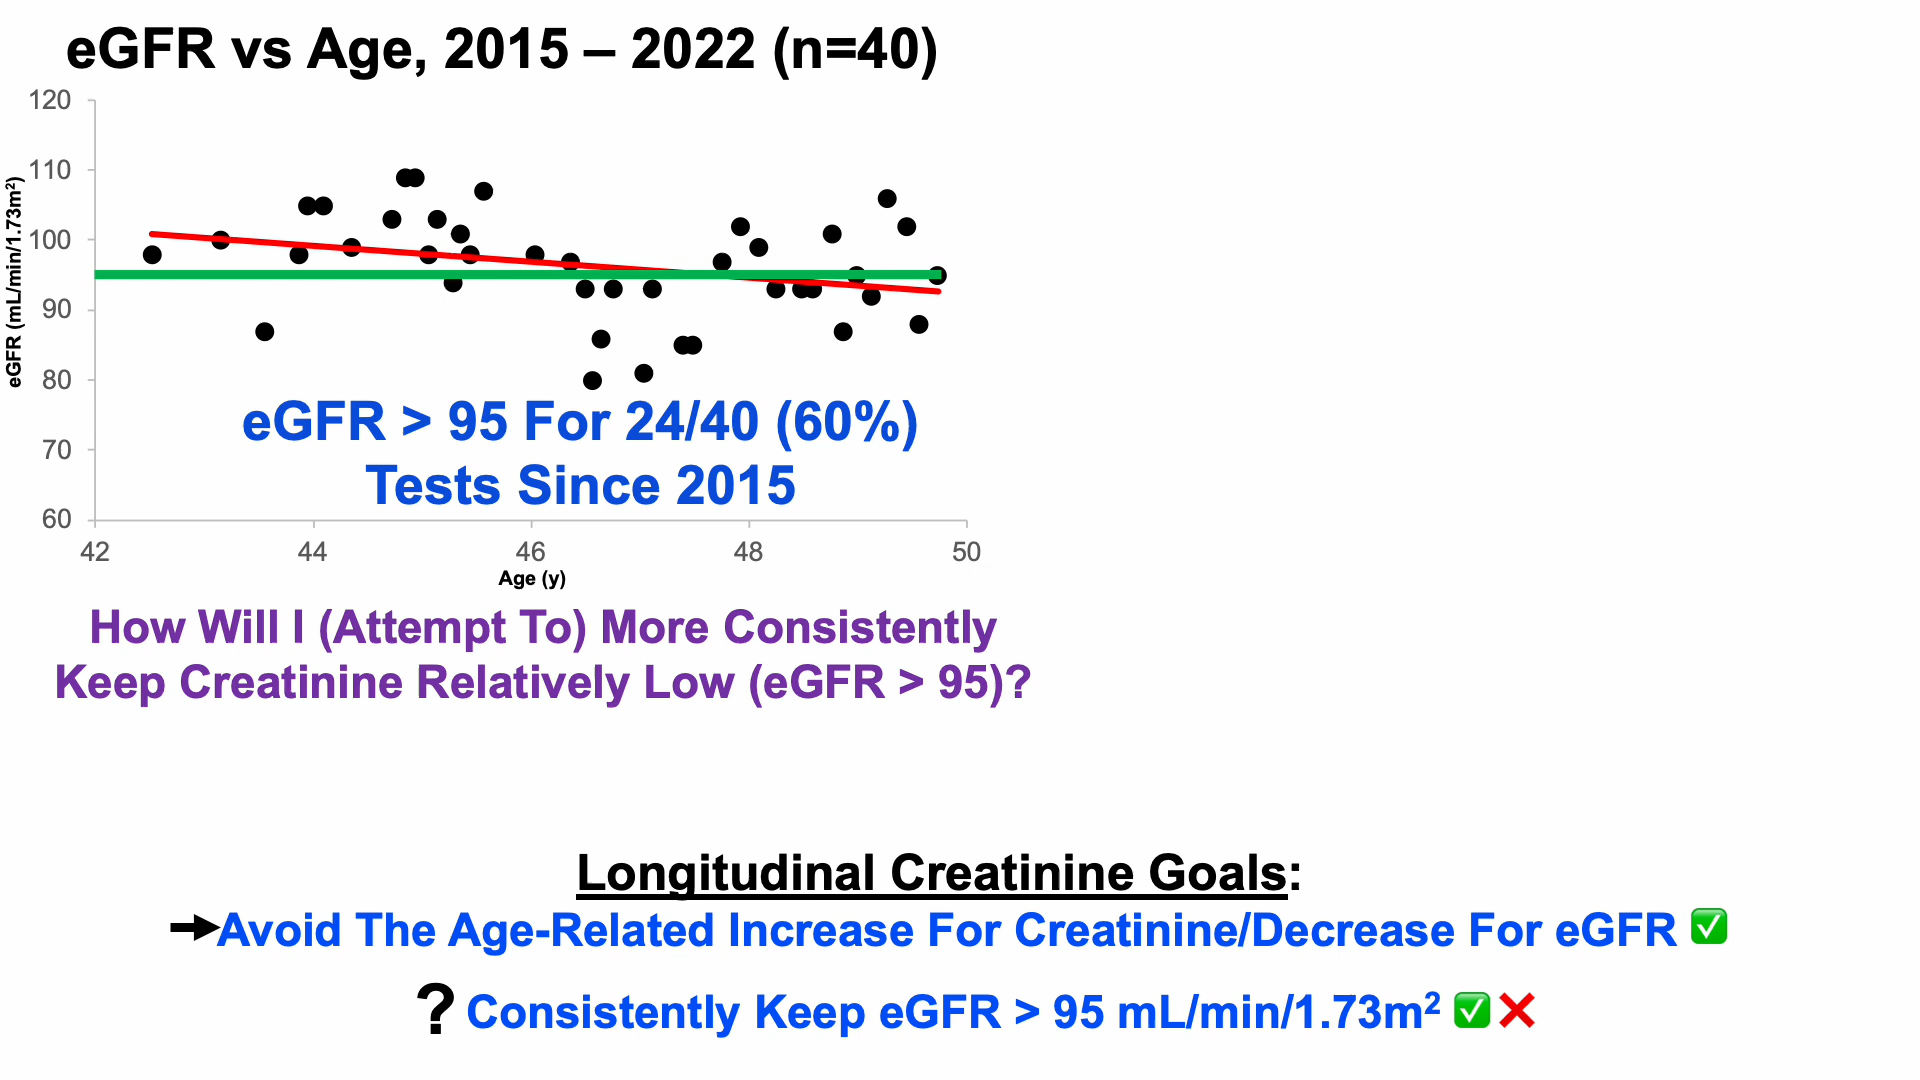 eGFR vs Age, 2015 – 2022 (n=40)
120
110
100
90
80
70
60
eGFR (mL/min/1.73m²)
eGFR > 95 For 24/40 (60%)
Tests Since 2015
42 44 46 48 50
Age (y)
How Will I (Attempt To) More Consistently
Keep Creatinine Relatively Low (eGFR > 95)?
Longitudinal Creatinine Goals:
Avoid The Age-Related Increase For Creatinine/Decrease For eGFR ✅
? Consistently Keep eGFR > 95 mL/min/1.73m² ✅❌